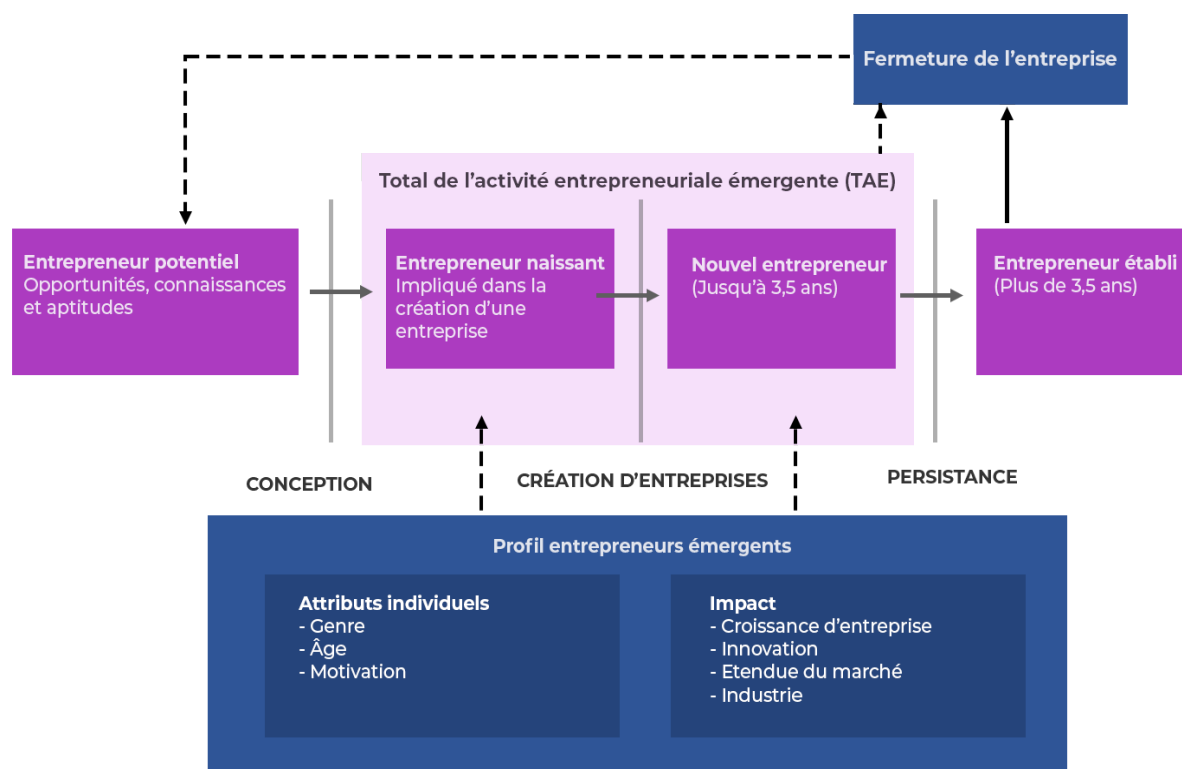 Fermeture de l'entreprise
Total de l'activité entrepreneuriale émergente (TAE)
Entrepreneur potentiel
Opportunités, connaissances
et aptitudes
Entrepreneur naissant
Impliqué dans la
création d'une
entreprise
Nouvel entrepreneur
(Jusqu'à 3,5 ans)
Entrepreneur établi
(Plus de 3,5 ans)
CONCEPTION
CRÉATION D'ENTREPRISES
PERSISTANCE
Profil entrepreneurs émergents
Attributs individuels
- Genre
- Âge
- Motivation
Impact
- Croissance d'entreprise
- Innovation
- Etendue du marché
- Industrie